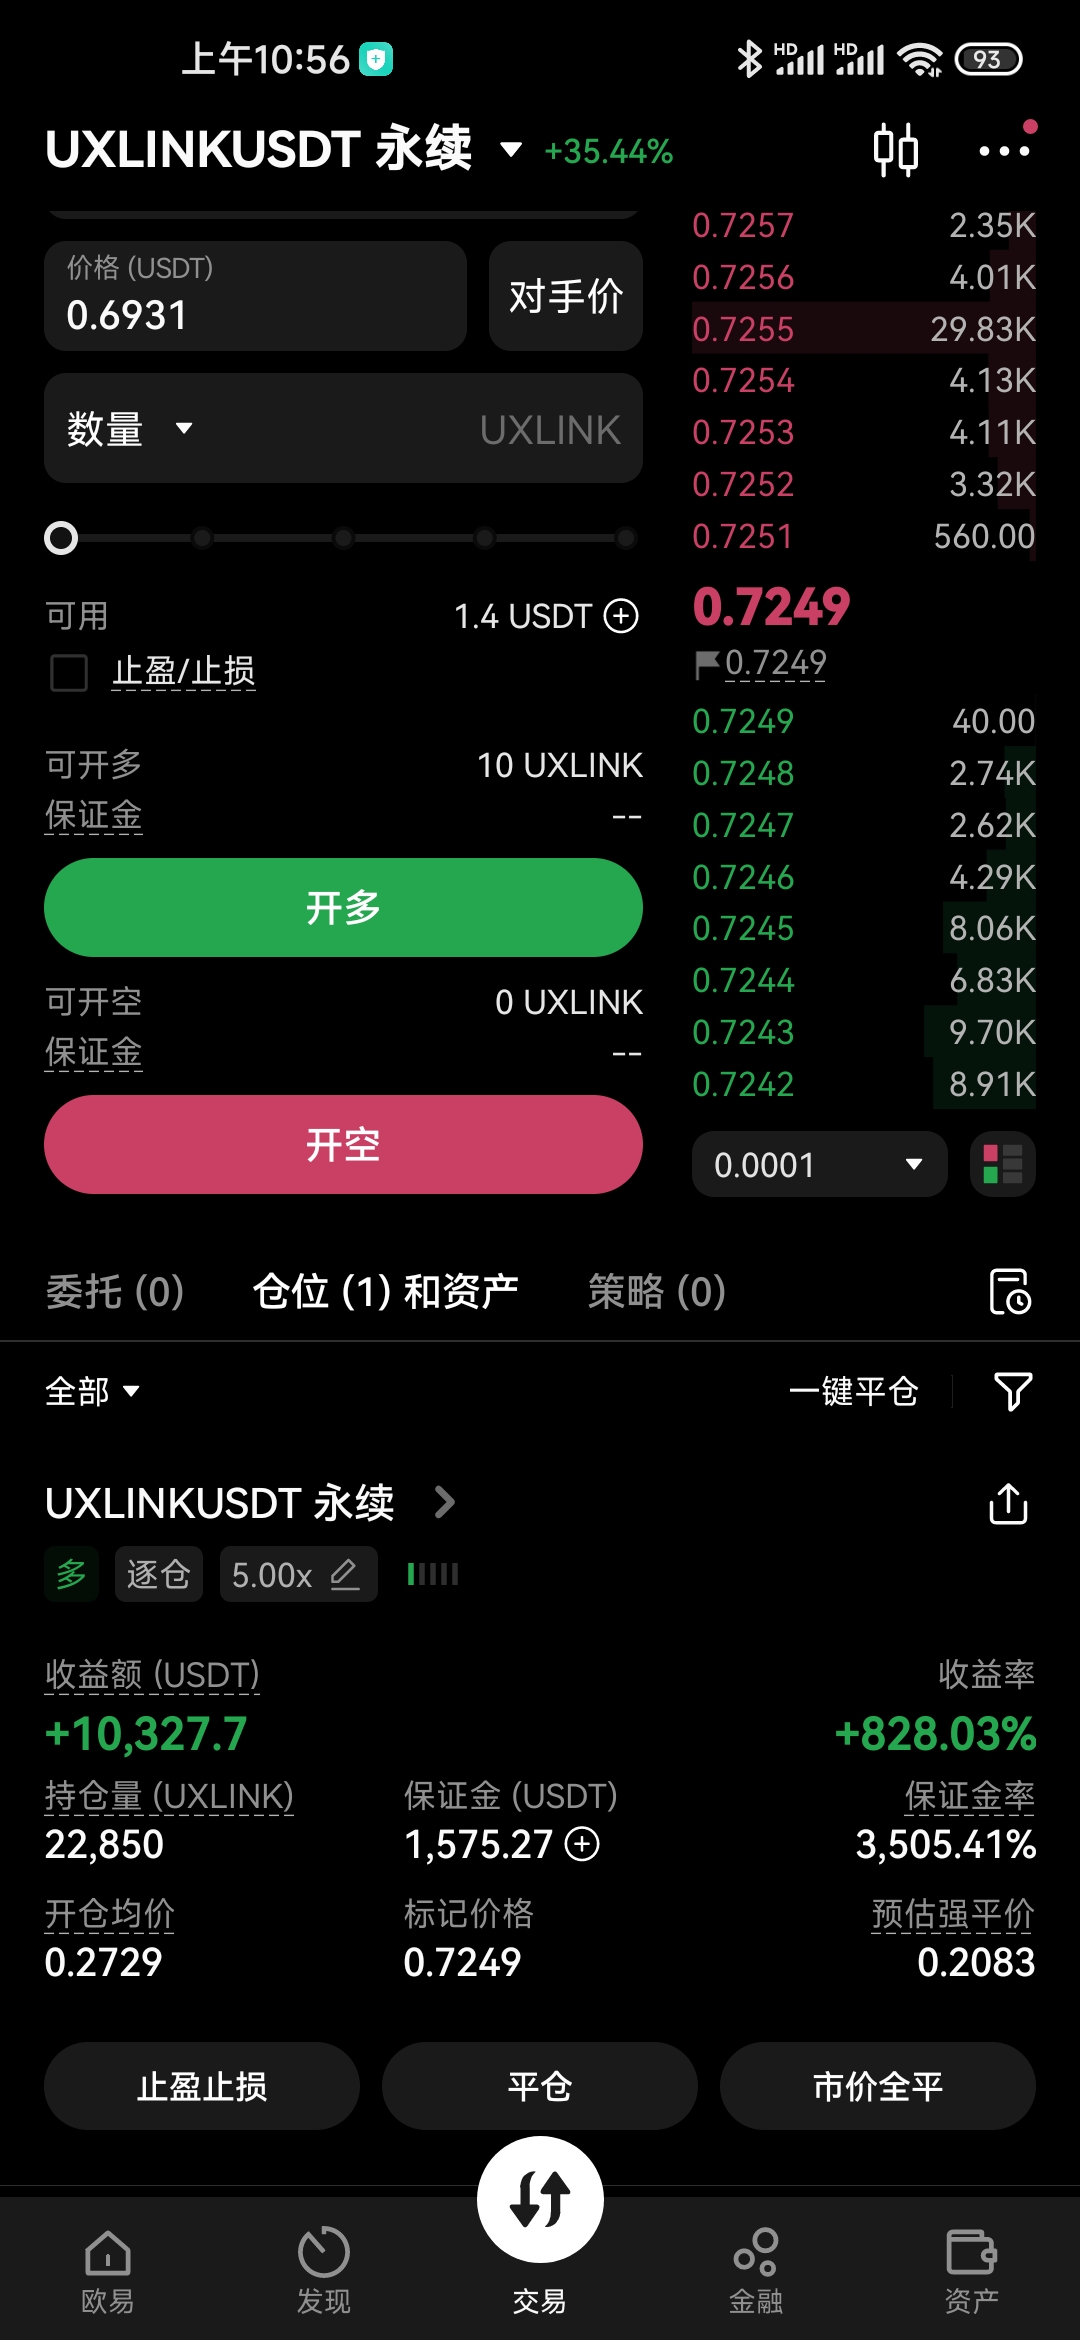 上午10:56
HD HD 93
UXLINKUSDT 永续 +35.44%
价格 (USDT)
0.6931
对手价
数量 UXLINK
可用 1.4 USDT
止盈/止损
可开多 10 UXLINK
保证金 --
开多
可开空 0 UXLINK
保证金 --
开空
0.7257 2.35K
0.7256 4.01K
0.7255 29.83K
0.7254 4.13K
0.7253 4.11K
0.7252 3.32K
0.7251 560.00
0.7249
0.7249
0.7249 40.00
0.7248 2.74K
0.7247 2.62K
0.7246 4.29K
0.7245 8.06K
0.7244 6.83K
0.7243 9.70K
0.7242 8.91K
0.0001
委托 (0) 仓位 (1) 和资产 策略 (0)
全部 一键平仓
UXLINKUSDT 永续
多 逐仓 5.00x
收益额 (USDT) 收益率
+10,327.7 +828.03%
持仓量 (UXLINK) 保证金 (USDT) 保证金率
22,850 1,575.27 3,505.41%
开仓均价 标记价格 预估强平价
0.2729 0.7249 0.2083
止盈止损 平仓 市价全平
欧易 发现 交易 金融 资产